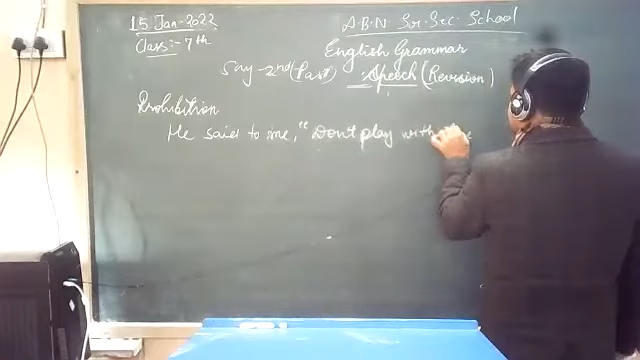 15 Jan-2022
A.B.N Sr. Sec. School
Class:- 7th
English Grammar
Say - 2nd (Past)
:Speech (Revision)
Prohibition
He said to me, "Don't play with